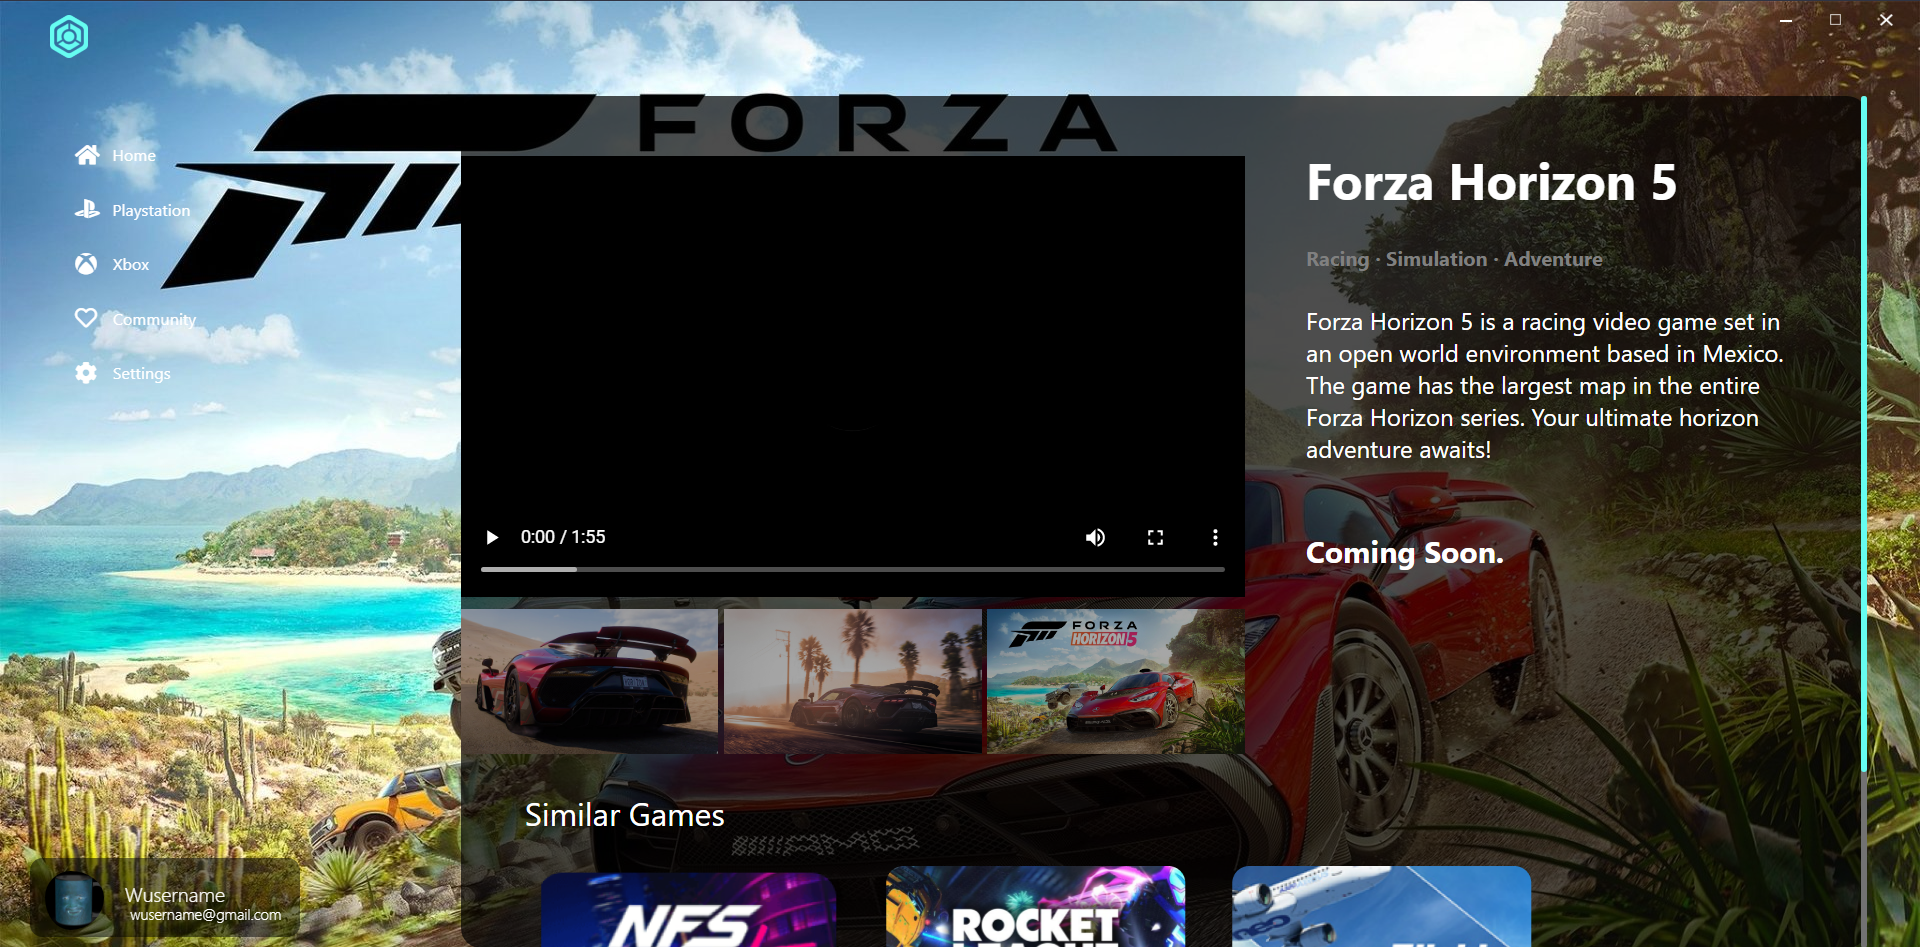 FORZA
Home
Playstation
Xbox
Community
Settings
Forza Horizon 5
Racing · Simulation · Adventure
Forza Horizon 5 is a racing video game set in
an open world environment based in Mexico.
The game has the largest map in the entire
Forza Horizon series. Your ultimate horizon
adventure awaits!
Coming Soon.
0:00 / 1:55
FORZA
HORIZON 5
Similar Games
NFS
ROCKET
LEAGUE
Wusername
wusername@gmail.com